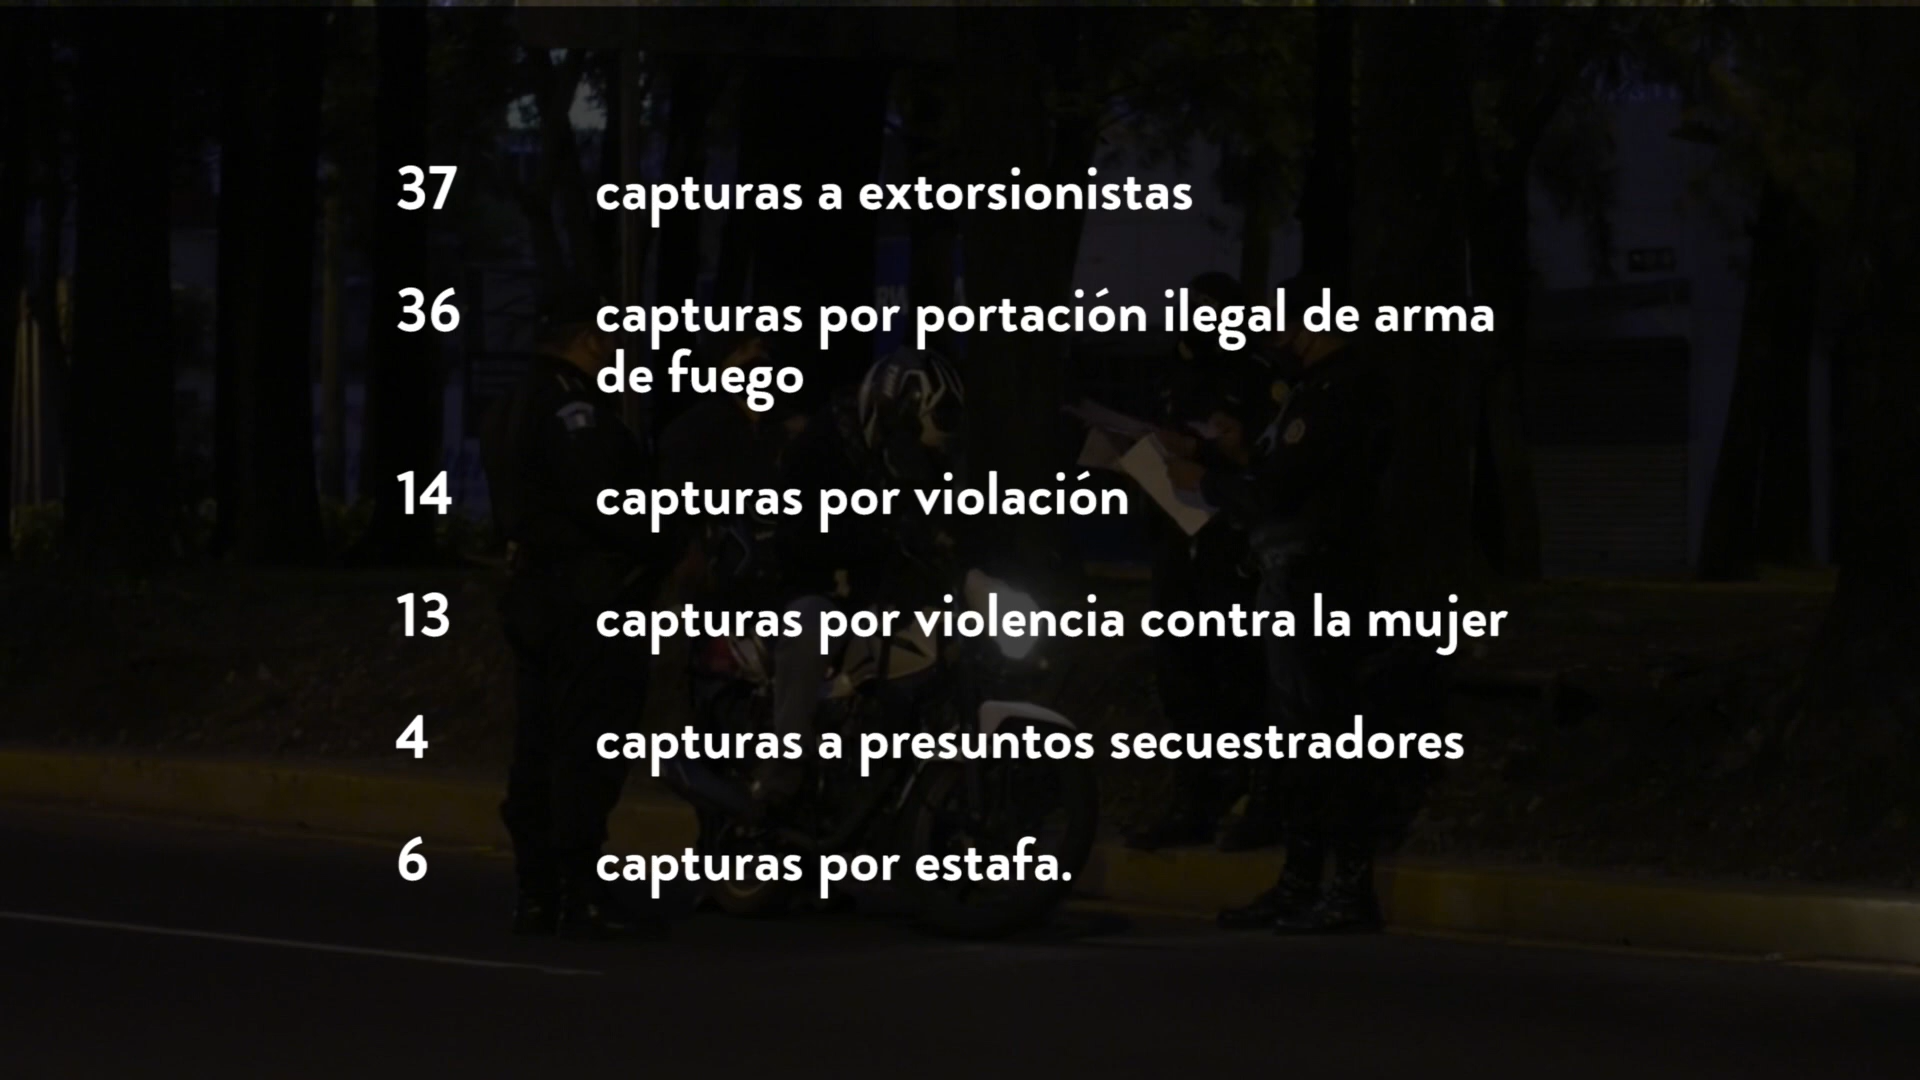 37 capturas a extorsionistas
36 capturas por portación ilegal de arma
de fuego
14 capturas por violación
13 capturas por violencia contra la mujer
4 capturas a presuntos secuestradores
6 capturas por estafa.